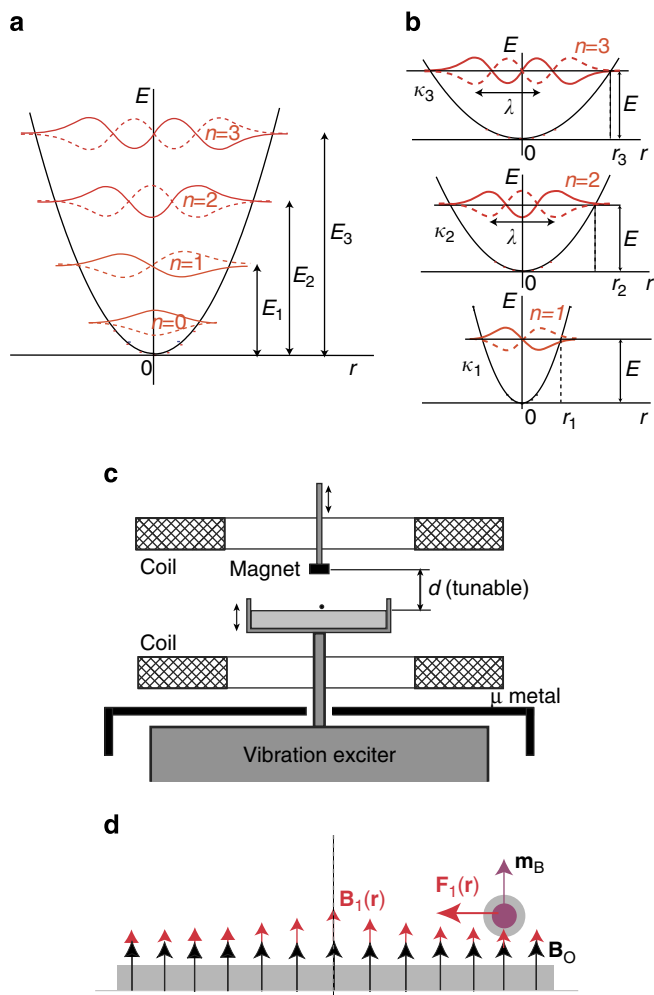 a
E
n=3
n=2
n=1
n=0
E3
E2
E1
0
r
b
E
n=3
κ3
λ
E
0
r3
r
E
n=2
κ2
λ
E
0
r2
r
E
n=1
κ1
E
0
r1
r
c
Coil
Magnet
d (tunable)
Coil
μ metal
Vibration exciter
d
mB
B1(r)
F1(r)
BO